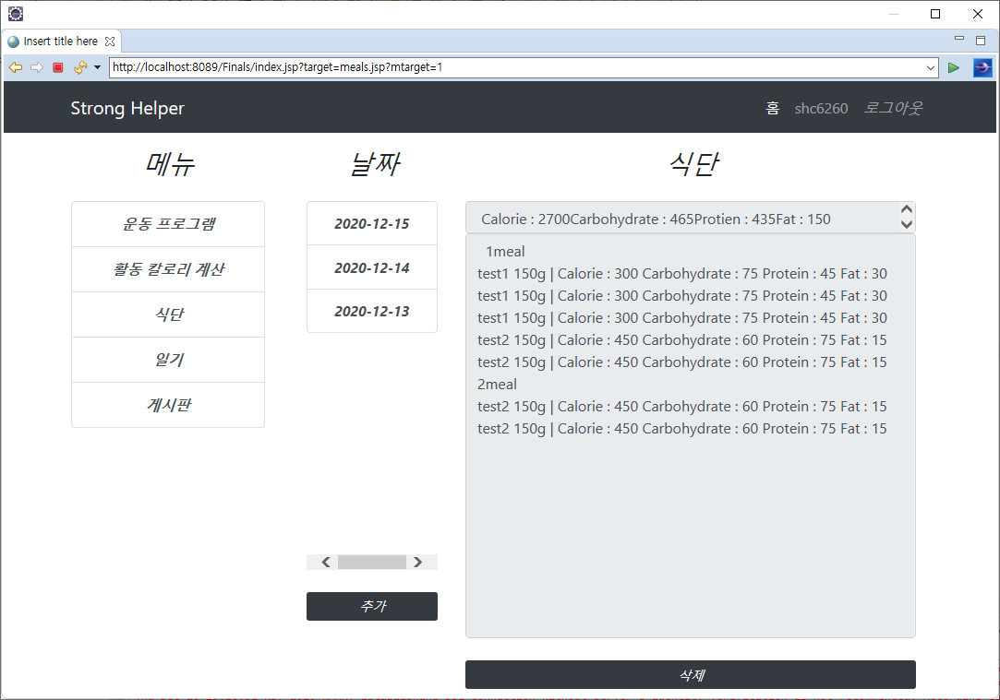 Insert title here
http://localhost:8089/Finals/index.jsp?target=meals.jsp?mtarget=1
Strong Helper
홈 shc6260 로그아웃
메뉴
운동 프로그램
활동 칼로리 계산
식단
일기
게시판
날짜
2020-12-15
2020-12-14
2020-12-13
추가
식단
Calorie : 2700Carbohydrate : 465Protien : 435Fat : 150
1meal
test1 150g | Calorie : 300 Carbohydrate : 75 Protein : 45 Fat : 30
test1 150g | Calorie : 300 Carbohydrate : 75 Protein : 45 Fat : 30
test1 150g | Calorie : 300 Carbohydrate : 75 Protein : 45 Fat : 30
test2 150g | Calorie : 450 Carbohydrate : 60 Protein : 75 Fat : 15
test2 150g | Calorie : 450 Carbohydrate : 60 Protein : 75 Fat : 15
2meal
test2 150g | Calorie : 450 Carbohydrate : 60 Protein : 75 Fat : 15
test2 150g | Calorie : 450 Carbohydrate : 60 Protein : 75 Fat : 15
삭제